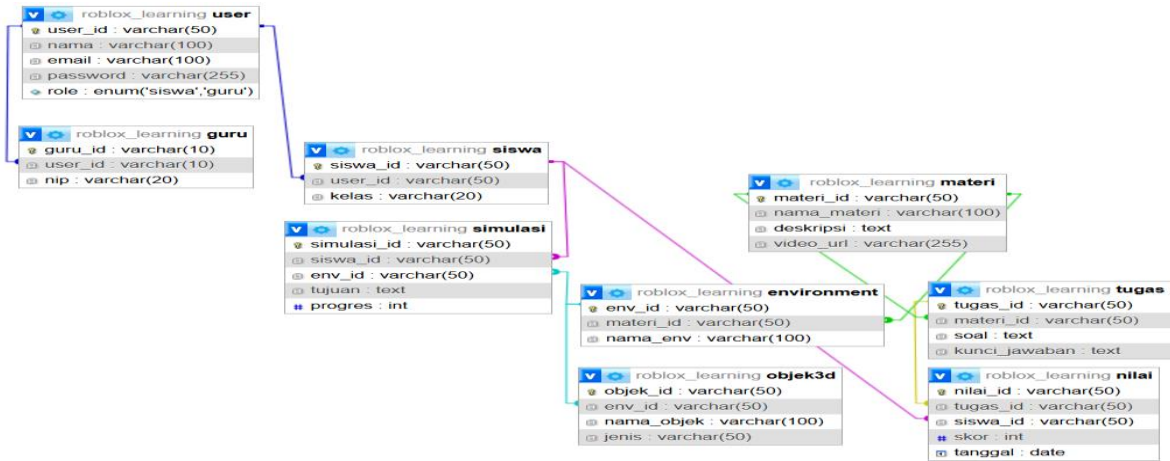 roblox_learning user
user_id : varchar(50)
nama : varchar(100)
email : varchar(100)
password : varchar(255)
role : enum('siswa','guru')
roblox_learning guru
guru_id : varchar(10)
user_id : varchar(10)
nip : varchar(20)
roblox_learning siswa
siswa_id : varchar(50)
user_id : varchar(50)
kelas : varchar(20)
roblox_learning simulasi
simulasi_id : varchar(50)
siswa_id : varchar(50)
env_id : varchar(50)
tujuan : text
# progres : int
roblox_learning materi
materi_id : varchar(50)
nama_materi : varchar(100)
deskripsi : text
video_url : varchar(255)
roblox_learning environment
env_id : varchar(50)
materi_id : varchar(50)
nama_env : varchar(100)
roblox_learning objek3d
objek_id : varchar(50)
env_id : varchar(50)
nama_objek : varchar(100)
jenis : varchar(50)
roblox_learning tugas
tugas_id : varchar(50)
materi_id : varchar(50)
soal : text
kunci_jawaban : text
roblox_learning nilai
nilai_id : varchar(50)
tugas_id : varchar(50)
siswa_id : varchar(50)
# skor : int
tanggal : date